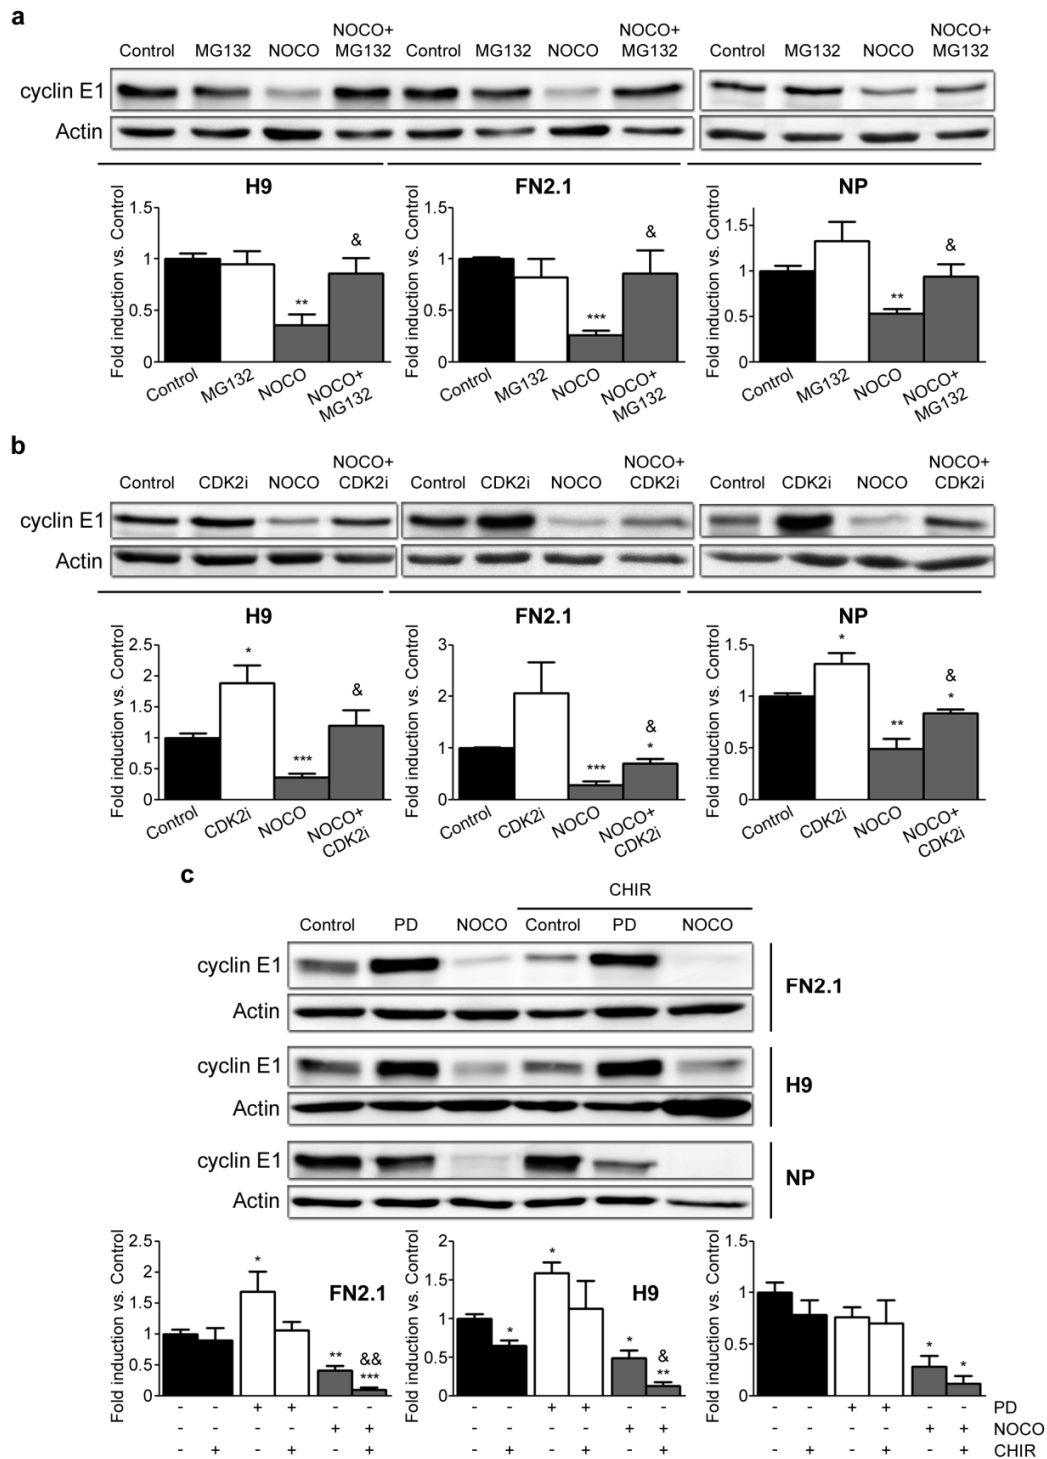 a
NOCO+ NOCO+ NOCO+
Control MG132 NOCO MG132 Control MG132 NOCO MG132 Control MG132 NOCO MG132
cyclin E1
Actin
H9 FN2.1 NP
Fold induction vs. Control
1.5
1
0.5
0
&
**
Control MG132 NOCO NOCO+
MG132
Fold induction vs. Control
1.5
1
0.5
0
&
***
Control MG132 NOCO NOCO+
MG132
Fold induction vs. Control
1.5
1
0.5
0
&
**
Control MG132 NOCO NOCO+
MG132
b
NOCO+ NOCO+ NOCO+
Control CDK2i NOCO CDK2i Control CDK2i NOCO CDK2i Control CDK2i NOCO CDK2i
cyclin E1
Actin
H9 FN2.1 NP
Fold induction vs. Control
2.5
2
1.5
1
0.5
0
*
&
***
Control CDK2i NOCO NOCO+
CDK2i
Fold induction vs. Control
3
2
1
0
&
*
***
Control CDK2i NOCO NOCO+
CDK2i
Fold induction vs. Control
1.5
1
0.5
0
*
&
*
**
Control CDK2i NOCO NOCO+
CDK2i
c
CHIR
Control PD NOCO Control PD NOCO
cyclin E1
Actin
FN2.1
cyclin E1
Actin
H9
cyclin E1
Actin
NP
Fold induction vs. Control
2.5
2
1.5
1
0.5
0
FN2.1
*
**
&&
***
Fold induction vs. Control
2
1.5
1
0.5
0
H9
*
*
*
&
**
Fold induction vs. Control
1.5
1
0.5
0
*
*
- - + + - - - - + + - - - - + + - - PD
- - - - + + - - - - + + - - - - + + NOCO
- + - + - + - + - + - + - + - + - + CHIR